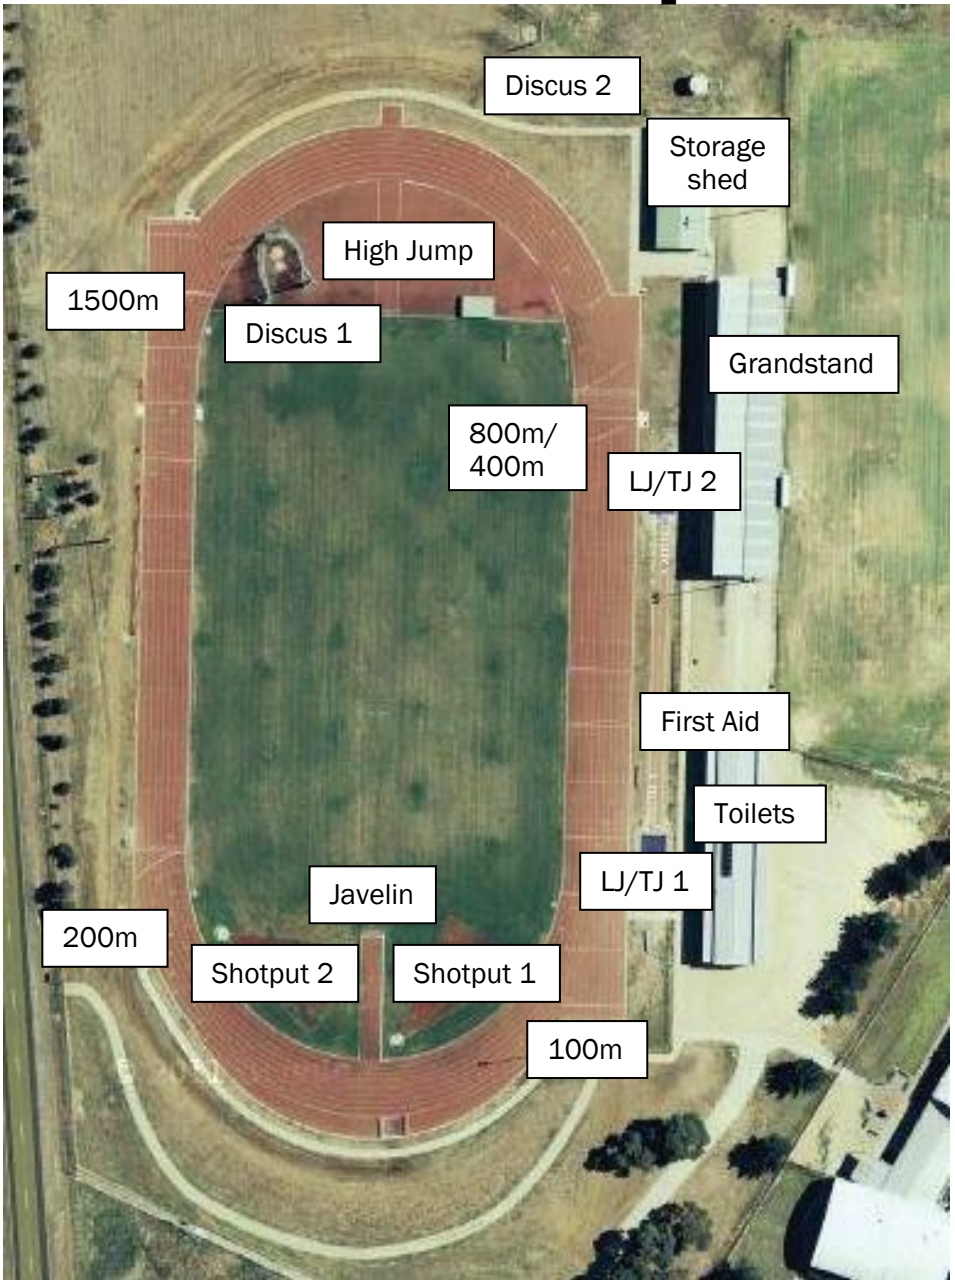 Discus 2
Storage
shed
High Jump
1500m
Discus 1
Grandstand
800m/
400m
LJ/TJ 2
First Aid
Toilets
LJ/TJ 1
Javelin
200m
Shotput 2
Shotput 1
100m